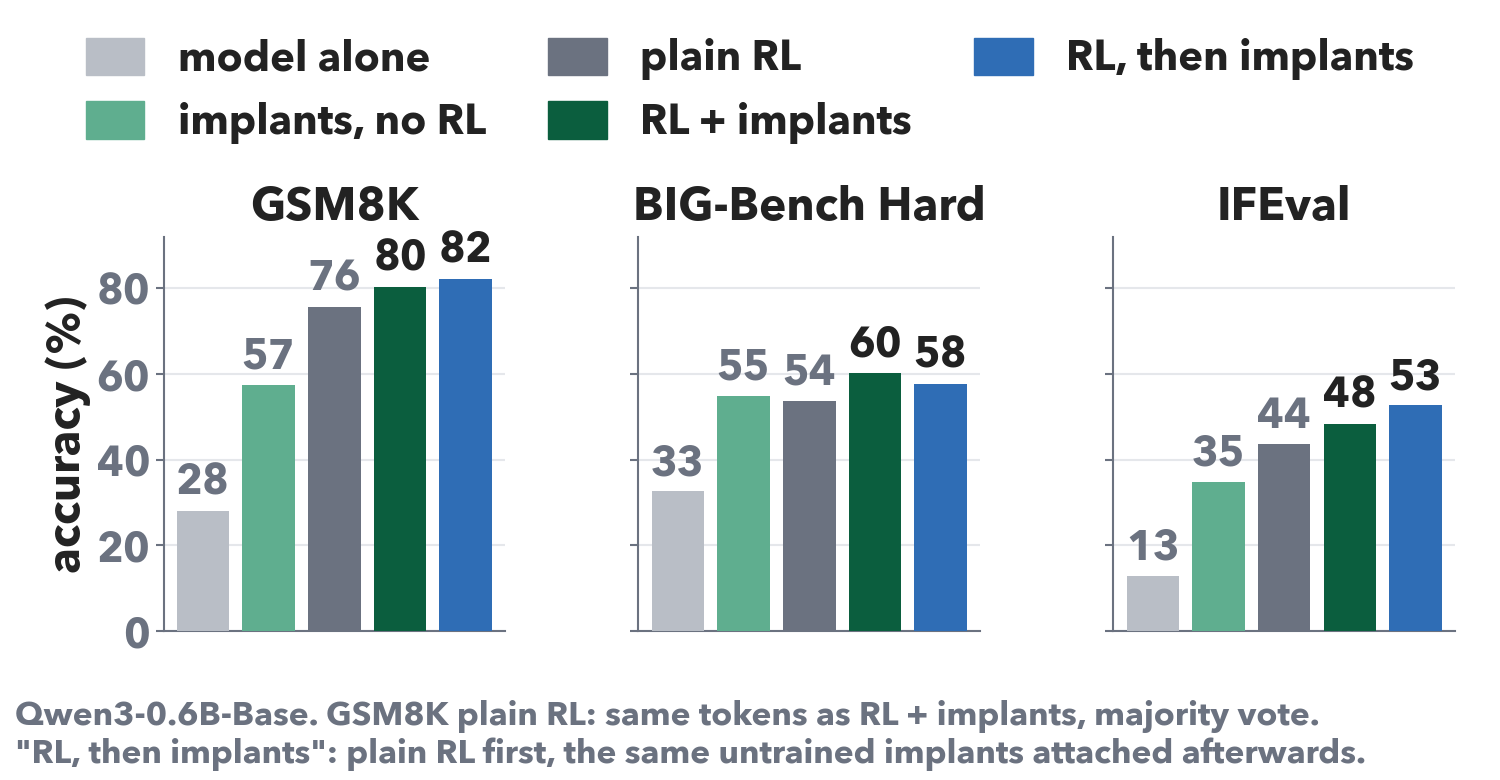 model alone
plain RL
RL, then implants
implants, no RL
RL + implants
GSM8K
BIG-Bench Hard
IFEval
accuracy (%)
80
60
40
20
0
28
57
76
80
82
33
55
54
60
58
13
35
44
48
53
Qwen3-0.6B-Base. GSM8K plain RL: same tokens as RL + implants, majority vote.
"RL, then implants": plain RL first, the same untrained implants attached afterwards.